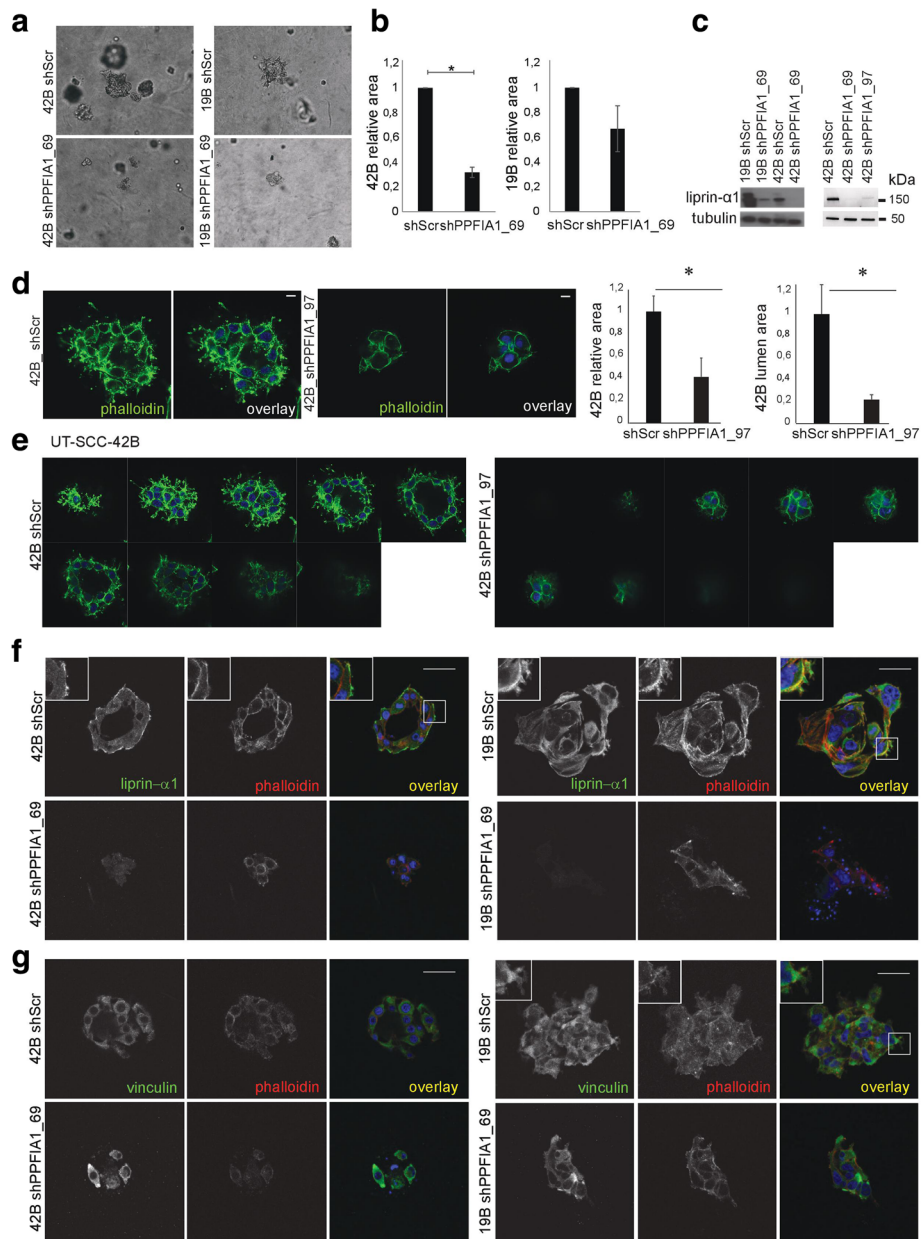 a
42B shScr
19B shScr
42B shPPFIA1_69
19B shPPFIA1_69
b
42B relative area
1,2
1
0,8
0,6
0,4
0,2
0
*
shScr shPPFIA1_69
19B relative area
1,2
1
0,8
0,6
0,4
0,2
0
shScr shPPFIA1_69
c
19B shScr
19B shPPFIA1_69
42B shScr
42B shPPFIA1_69
42B shScr
42B shPPFIA1_69
42B shPPFIA1_97
kDa
liprin-α1
150
tubulin
50
d
42B_shScr
phalloidin
overlay
42B_shPPFIA1_97
phalloidin
overlay
42B relative area
1,2
1
0,8
0,6
0,4
0,2
0
*
shScr shPPFIA1_97
42B lumen area
1,2
1
0,8
0,6
0,4
0,2
0
*
shScr shPPFIA1_97
e
UT-SCC-42B
42B shScr
42B shPPFIA1_97
f
42B shScr
liprin-α1
phalloidin
overlay
19B shScr
liprin-α1
phalloidin
overlay
42B shPPFIA1_69
19B shPPFIA1_69
g
42B shScr
vinculin
phalloidin
overlay
19B shScr
vinculin
phalloidin
overlay
42B shPPFIA1_69
19B shPPFIA1_69